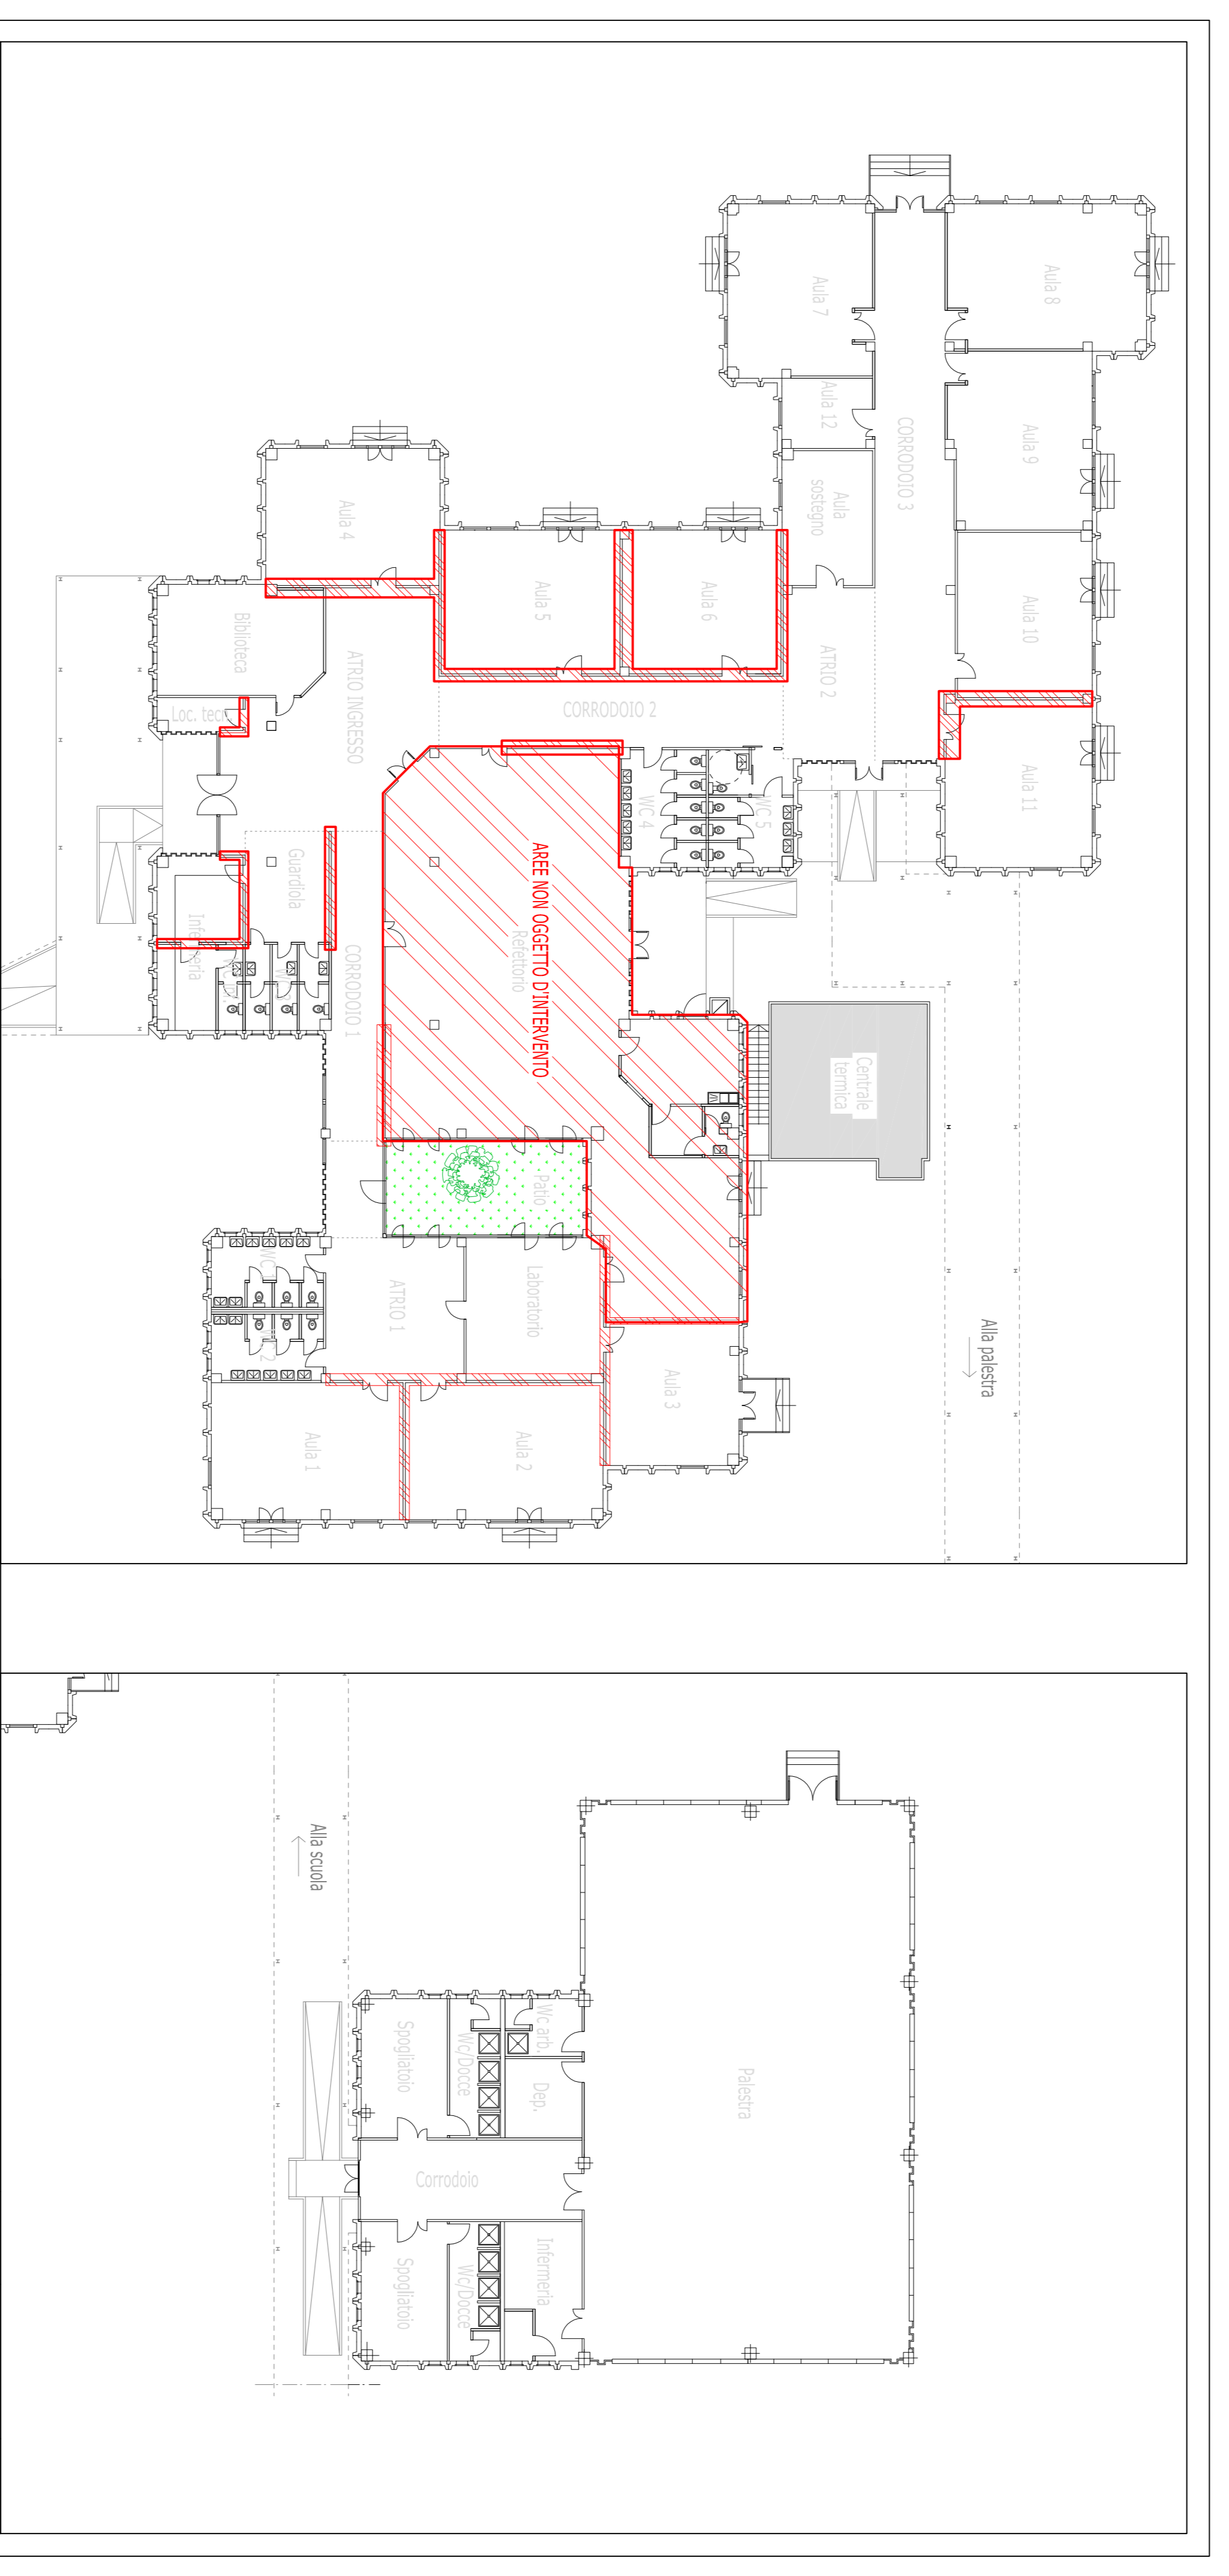 Aula 8
Aula 7
Aula 12
CORRODOIO 3
Aula 9
Aula
sostegno
Aula 4
Aula 5
Aula 6
Aula 10
Biblioteca
ATRIO INGRESSO
ATRIO 2
CORRODOIO 2
Loc. tecn
Aula 11
WC 4
WC 5
Guardiola
AREE NON OGGETTO D'INTERVENTO
Refettorio
Infermeria
CORRODOIO 1
Centrale
termica
Patio
Laboratorio
ATRIO 1
WC 2
Aula 3
Alla palestra
Aula 1
Aula 2
Alla scuola
Palestra
Spogliatoio
Wc/Docce
Wc arb.
Dep.
Corrodoio
Spogliatoio
Wc/Docce
Infermeria